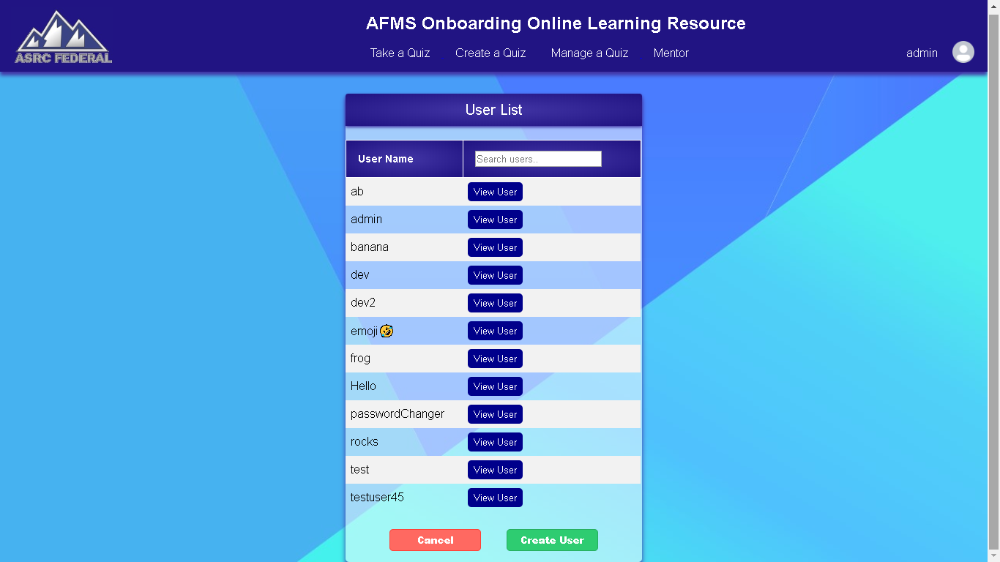 AFMS Onboarding Online Learning Resource
ASRC FEDERAL
Take a Quiz Create a Quiz Manage a Quiz Mentor admin
User List
User Name Search users..
ab View User
admin View User
banana View User
dev View User
dev2 View User
emoji🤣 View User
frog View User
Hello View User
passwordChanger View User
rocks View User
test View User
testuser45 View User
Cancel Create User